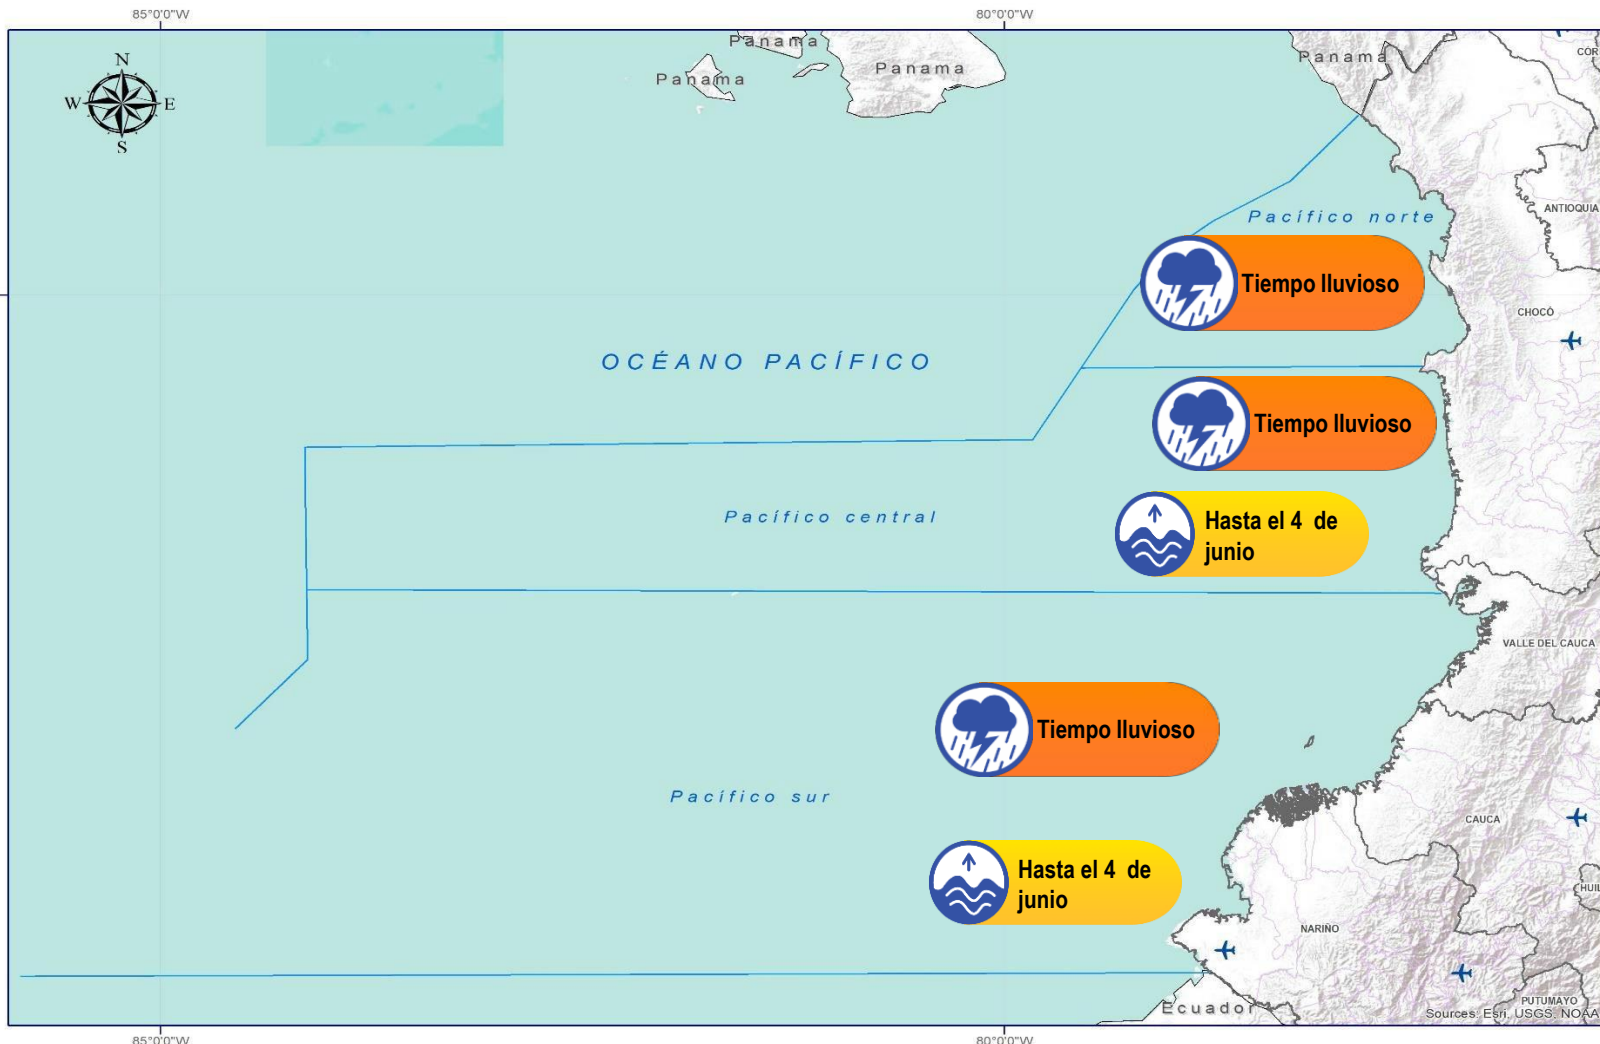 85°0'0"W
80°0'0"W
N
W
E
S
Panama
Panama
Panama
Panama
COR
ANTIOQUIA
Pacífico norte
Tiempo lluvioso
CHOCÓ
OCÉANO PACÍFICO
Tiempo lluvioso
Pacífico central
Hasta el 4 de
junio
VALLE DEL CAUCA
Tiempo lluvioso
Pacífico sur
CAUCA
Hasta el 4 de
junio
HUIL
NARIÑO
PUTUMAYO
Ecuador
Sources: Esri, USGS, NOAA
85°0'0"W
80°0'0"W